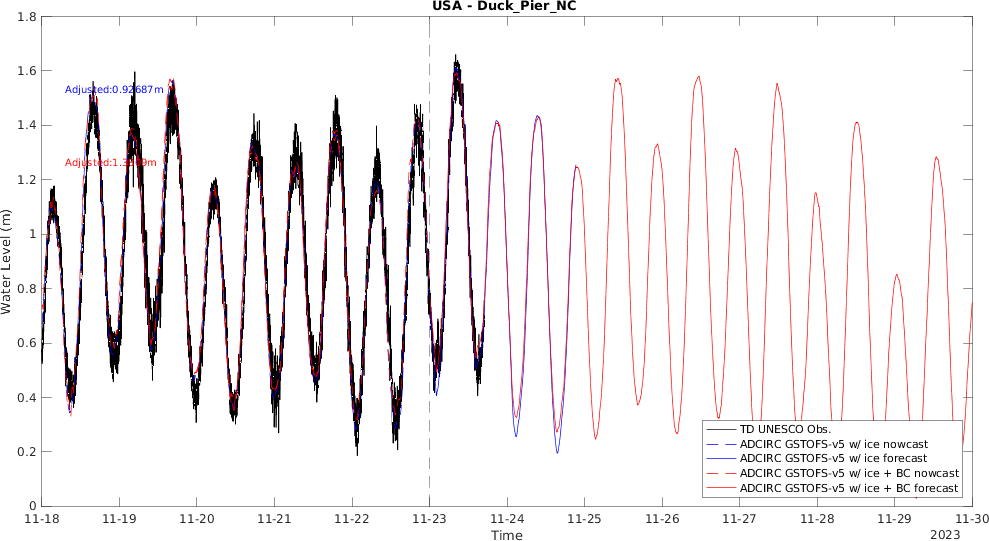 USA - Duck_Pier_NC
1.8
1.6
1.4
1.2
1
0.8
0.6
0.4
0.2
0
Water Level (m)
Adjusted:0.92687m
TD UNESCO Obs.
ADCIRC GSTOFS-v5 w/ ice nowcast
ADCIRC GSTOFS-v5 w/ ice forecast
ADCIRC GSTOFS-v5 w/ ice + BC nowcast
ADCIRC GSTOFS-v5 w/ ice + BC forecast
11-18 11-19 11-20 11-21 11-22 11-23 11-24 11-25 11-26 11-27 11-28 11-29 11-30
Time
2023